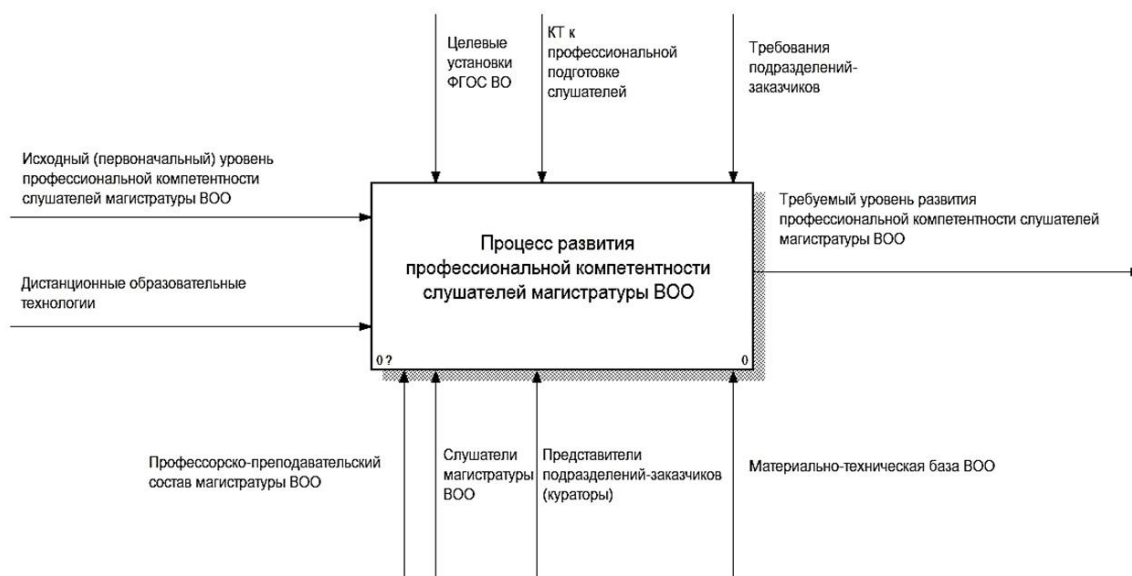 Целевые
установки
ФГОС ВО
КТ к
профессиональной
подготовке
слушателей
Требования
подразделений-
заказчиков
Исходный (первоначальный) уровень
профессиональной компетентности
слушателей магистратуры ВОО
Дистанционные образовательные
технологии
Процесс развития
профессиональной компетентности
слушателей магистратуры ВОО
0 ?
0
Требуемый уровень развития
профессиональной компетентности слушателей
магистратуры ВОО
Профессорско-преподавательский
состав магистратуры ВОО
Слушатели
магистратуры
ВОО
Представители
подразделений-заказчиков
(кураторы)
Материально-техническая база ВОО